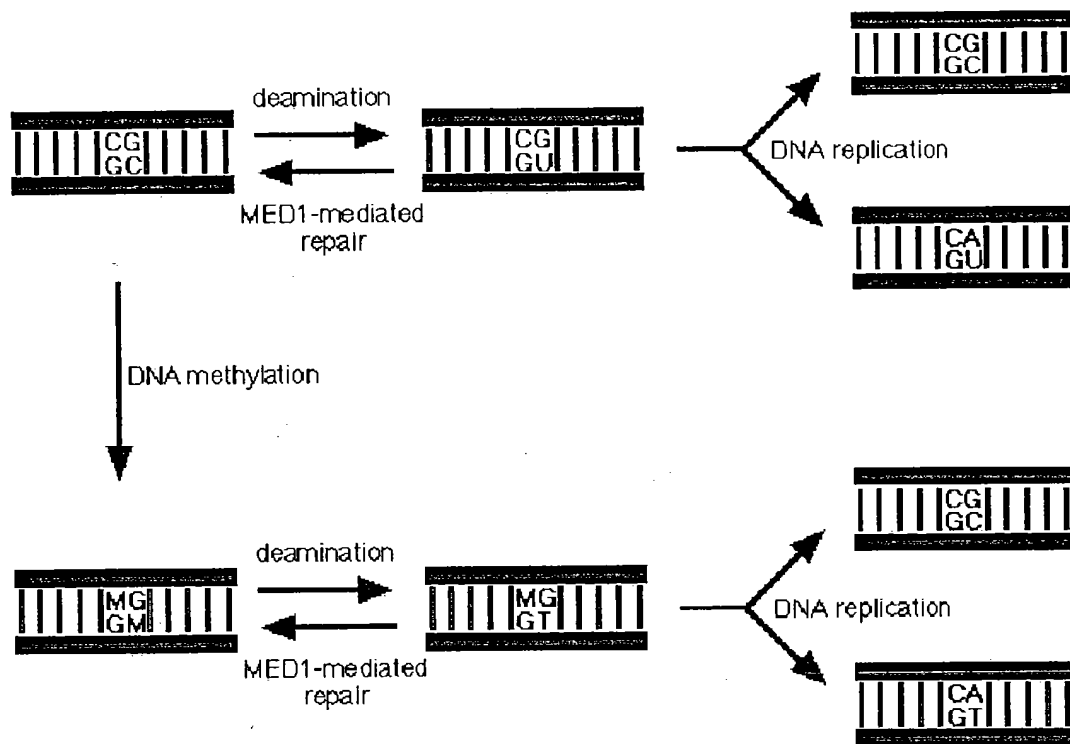 CG
GC
deamination
CG
GC
CG
GU
DNA replication
MED1-mediated
repair
CA
GU
DNA methylation
CG
GC
deamination
MG
GM
MG
GT
DNA replication
MED1-mediated
repair
CA
GT